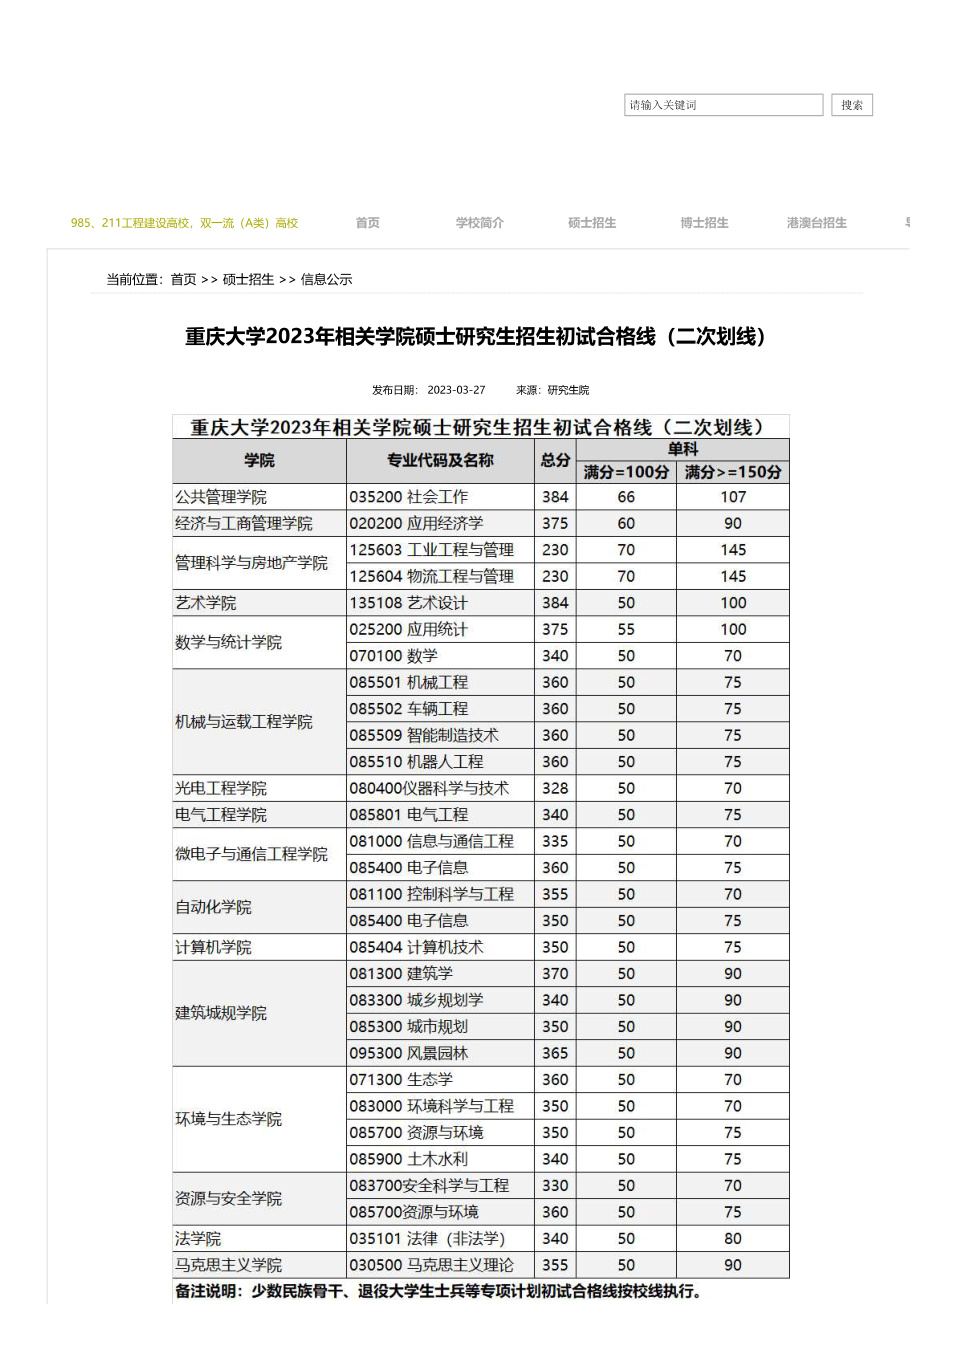 请输入关键词 搜索
985、211工程建设高校，双一流（A类）高校 首页 学校简介 硕士招生 博士招生 港澳台招生
当前位置：首页 >> 硕士招生 >> 信息公示
重庆大学2023年相关学院硕士研究生招生初试合格线（二次划线）
发布日期： 2023-03-27 来源：研究生院
重庆大学2023年相关学院硕士研究生招生初试合格线（二次划线）
学院 专业代码及名称 总分 单科
满分=100分 满分>=150分
公共管理学院 035200 社会工作 384 66 107
经济与工商管理学院 020200 应用经济学 375 60 90
管理科学与房地产学院 125603 工业工程与管理 230 70 145
125604 物流工程与管理 230 70 145
艺术学院 135108 艺术设计 384 50 100
数学与统计学院 025200 应用统计 375 55 100
070100 数学 340 50 70
机械与运载工程学院 085501 机械工程 360 50 75
085502 车辆工程 360 50 75
085509 智能制造技术 360 50 75
085510 机器人工程 360 50 75
光电工程学院 080400仪器科学与技术 328 50 70
电气工程学院 085801 电气工程 340 50 75
微电子与通信工程学院 081000 信息与通信工程 335 50 70
085400 电子信息 360 50 75
自动化学院 081100 控制科学与工程 355 50 70
085400 电子信息 350 50 75
计算机学院 085404 计算机技术 350 50 75
建筑城规学院 081300 建筑学 370 50 90
083300 城乡规划学 340 50 90
085300 城市规划 350 50 90
095300 风景园林 365 50 90
环境与生态学院 071300 生态学 360 50 70
083000 环境科学与工程 350 50 70
085700 资源与环境 350 50 75
085900 土木水利 340 50 75
资源与安全学院 083700安全科学与工程 330 50 70
085700资源与环境 360 50 75
法学院 035101 法律（非法学） 340 50 80
马克思主义学院 030500 马克思主义理论 355 50 90
备注说明：少数民族骨干、退役大学生士兵等专项计划初试合格线按校线执行。